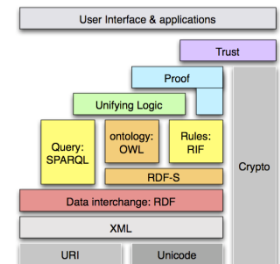 User Interface & applications
Trust
Proof
Unifying Logic
Query:
SPARQL
ontology:
OWL
Rules:
RIF
Crypto
RDF-S
Data interchange: RDF
XML
URI
Unicode